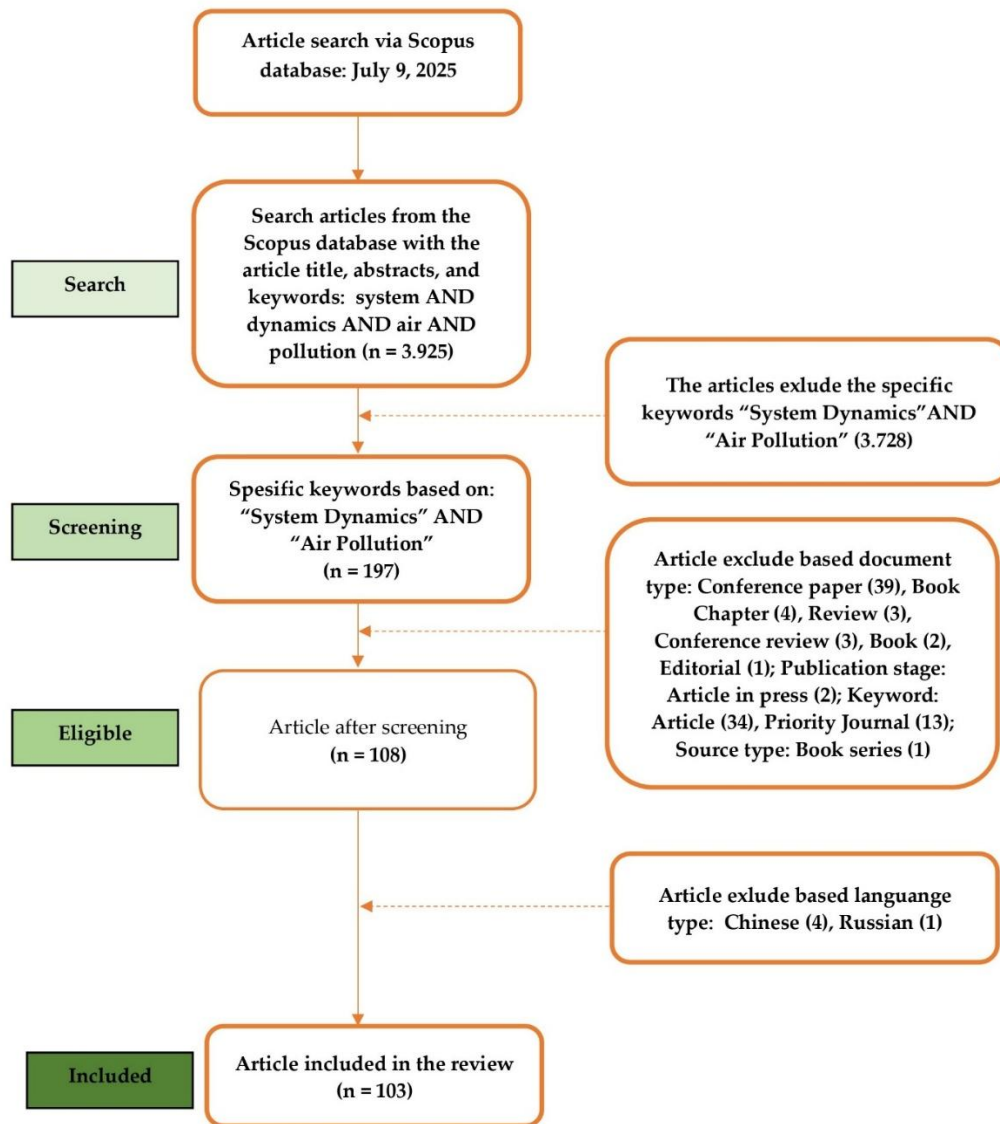 Article search via Scopus
database: July 9, 2025
Search
Search articles from the
Scopus database with the
article title, abstracts, and
keywords:  system AND
dynamics AND air AND
pollution (n = 3.925)
The articles exlude the specific
keywords “System Dynamics”AND
“Air Pollution” (3.728)
Screening
Spesific keywords based on:
“System Dynamics” AND
“Air Pollution”
(n = 197)
Article exclude based document
type: Conference paper (39), Book
Chapter (4), Review (3),
Conference review (3), Book (2),
Editorial (1); Publication stage:
Article in press (2); Keyword:
Article (34), Priority Journal (13);
Source type: Book series (1)
Eligible
Article after screening
(n = 108)
Article exlude based languange
type:  Chinese (4), Russian (1)
Included
Article included in the review
(n = 103)